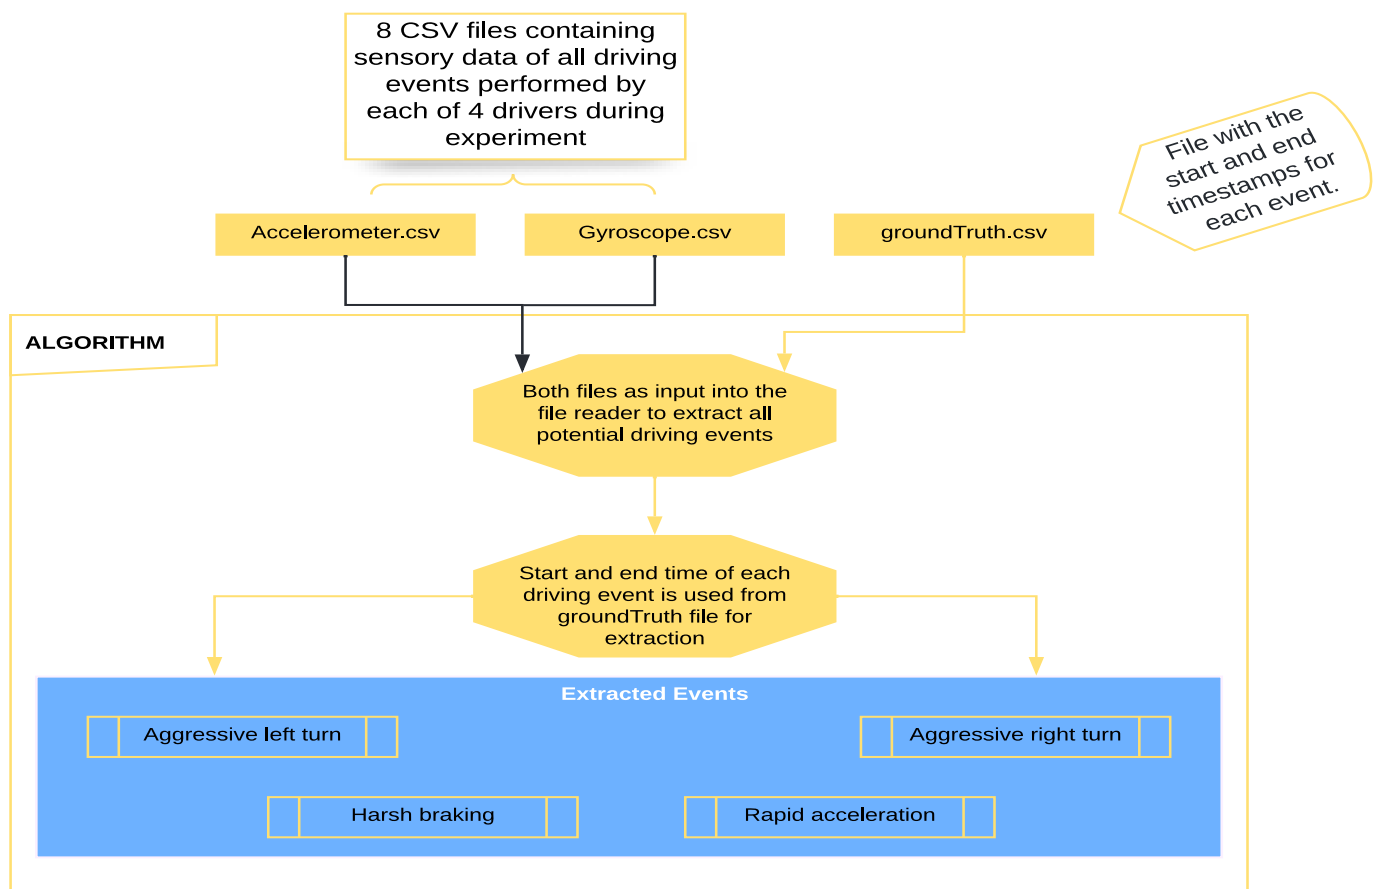 8 CSV files containing
sensory data of all driving
events performed by
each of 4 drivers during
experiment
File with the
start and end
timestamps for
each event.
Accelerometer.csv
Gyroscope.csv
groundTruth.csv
ALGORITHM
Both files as input into the
file reader to extract all
potential driving events
Start and end time of each
driving event is used from
groundTruth file for
extraction
Extracted Events
Aggressive left turn
Aggressive right turn
Harsh braking
Rapid acceleration